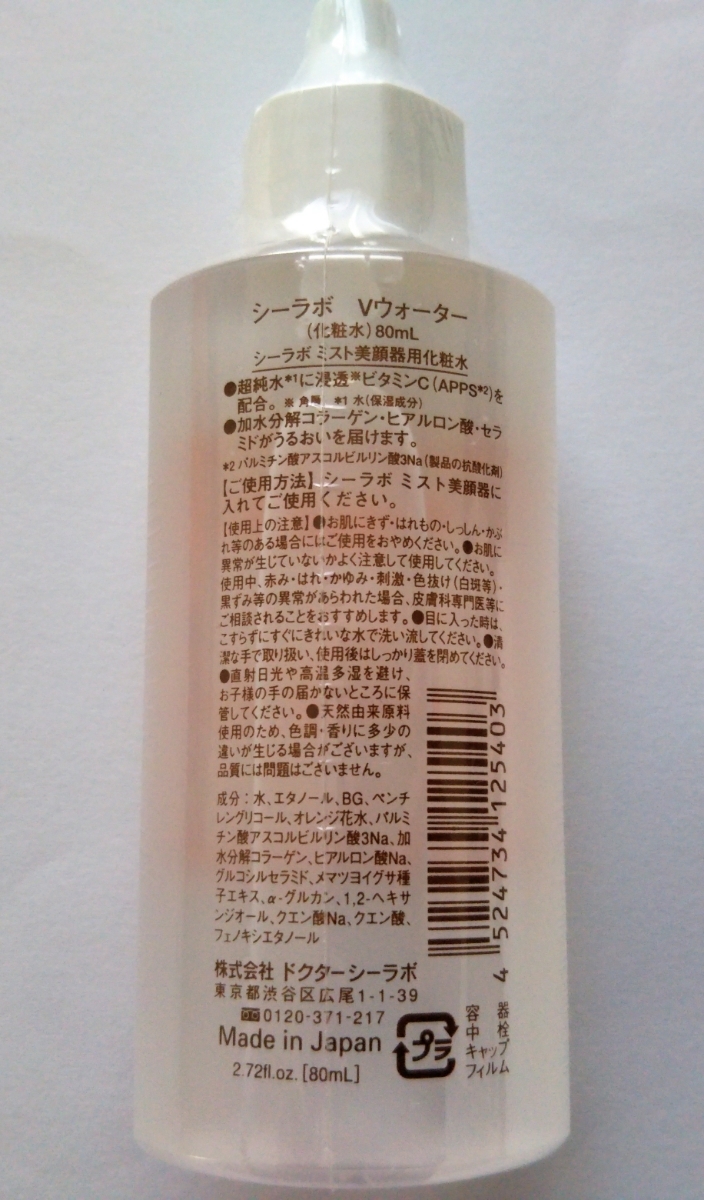 シーラボ Vウォーター
(化粧水)80mL
シーラボ ミスト美顔器用化粧水
●超純水*1に浸透※ビタミンC(APPS*2)を
配合。※角層 *1 水(保湿成分)
●加水分解コラーゲン・ヒアルロン酸・セラ
ミドがうるおいを届けます。
*2 パルミチン酸アスコルビルリン酸3Na(製品の抗酸化剤)
【ご使用方法】シーラボ ミスト美顔器に
入れてご使用ください。
【使用上の注意】●お肌にきず・はれもの・しっしん・かぶ
れ等のある場合にはご使用をおやめください。●お肌に
異常が生じていないかよく注意して使用してください。
使用中、赤み・はれ・かゆみ・刺激・色抜け(白斑等)・
黒ずみ等の異常があらわれた場合、皮膚科専門医等に
ご相談されることをおすすめします。●目に入った時は、
こすらずにすぐにきれいな水で洗い流してください。●清
潔な手で取り扱い、使用後はしっかり蓋を閉めてください。
●直射日光や高温多湿を避け、
お子様の手の届かないところに保
管してください。●天然由来原料
使用のため、色調・香りに多少の
違いが生じる場合がございますが、
品質には問題はございません。
成分:水、エタノール、BG、ペンチ
レングリコール、オレンジ花水、パルミ
チン酸アスコルビルリン酸3Na、加
水分解コラーゲン、ヒアルロン酸Na、
グルコシルセラミド、メマツヨイグサ種
子エキス、α-グルカン、1,2-ヘキサ
ンジオール、クエン酸Na、クエン酸、
フェノキシエタノール
4 524734 125403
株式会社 ドクターシーラボ
東京都渋谷区広尾1-1-39
0120-371-217
Made in Japan
2.72fl.oz. [80mL]
プラ
容器
中栓
キャップ
フィルム